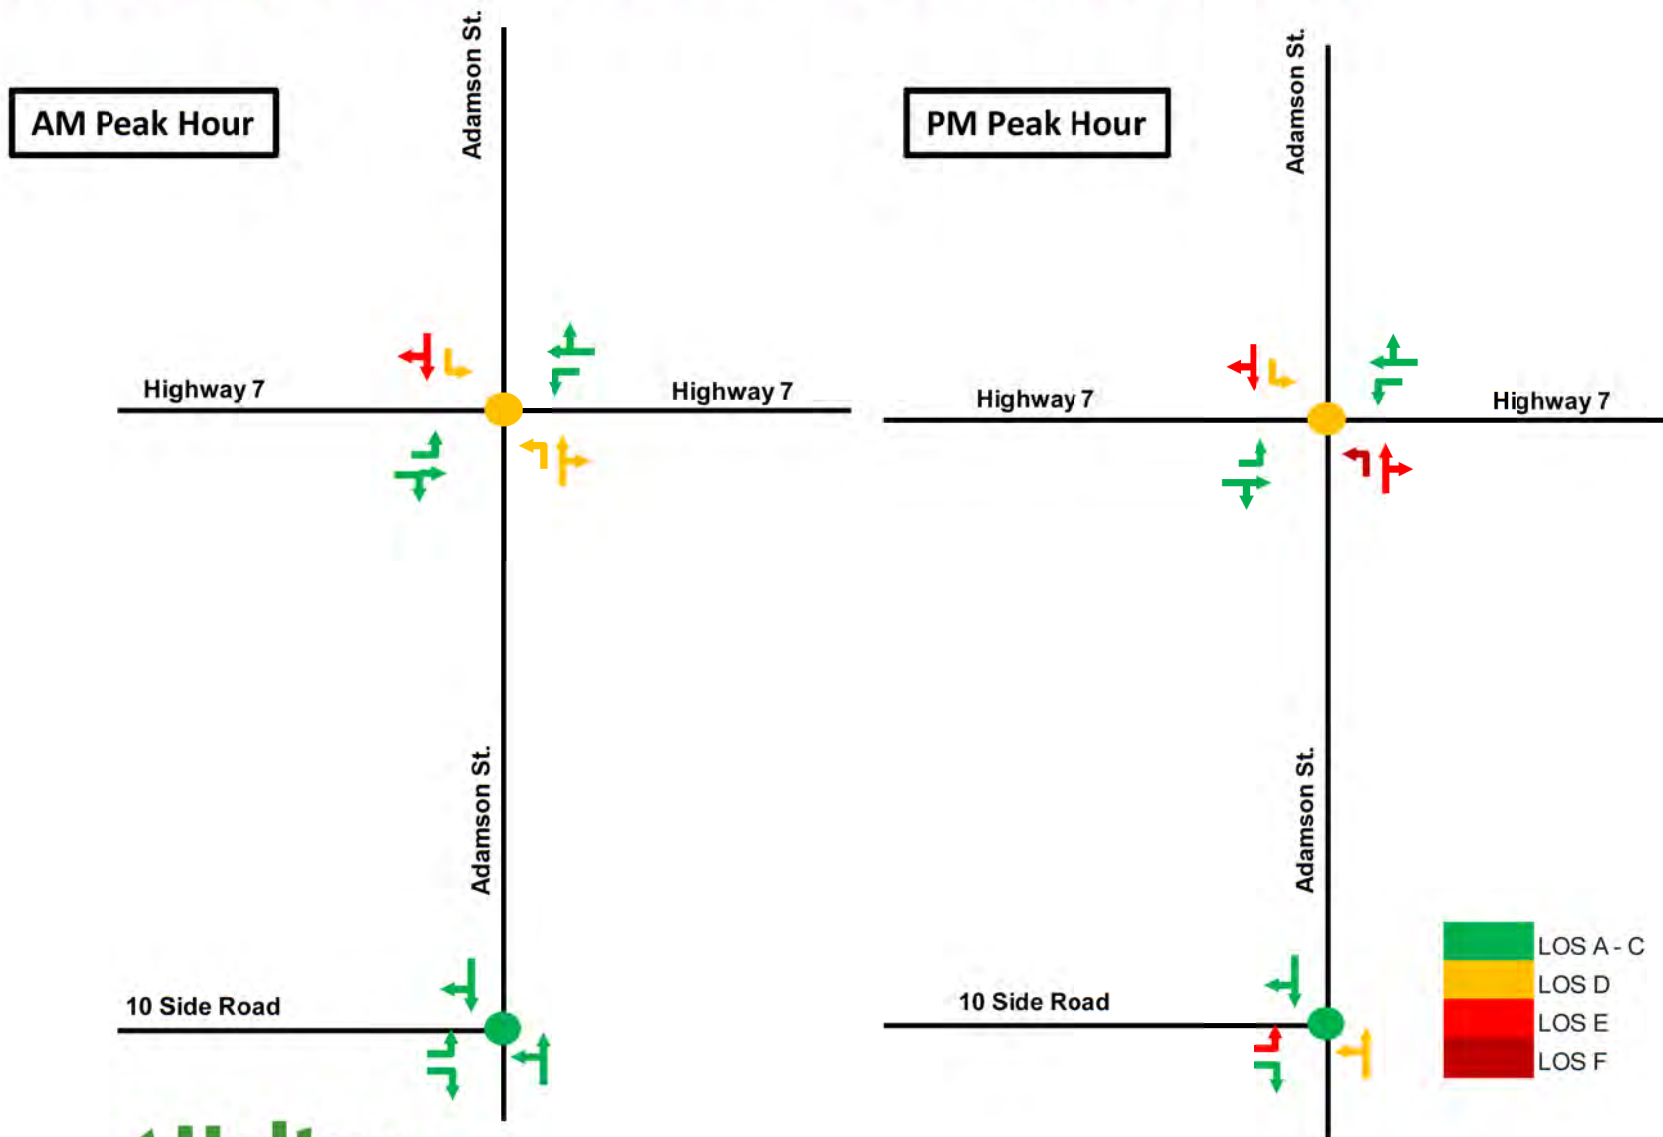 Adamson St.
Adamson St.
AM Peak Hour
PM Peak Hour
Highway 7
Highway 7
Highway 7
Highway 7
Adamson St.
Adamson St.
10 Side Road
10 Side Road
LOS A - C
LOS D
LOS E
LOS F